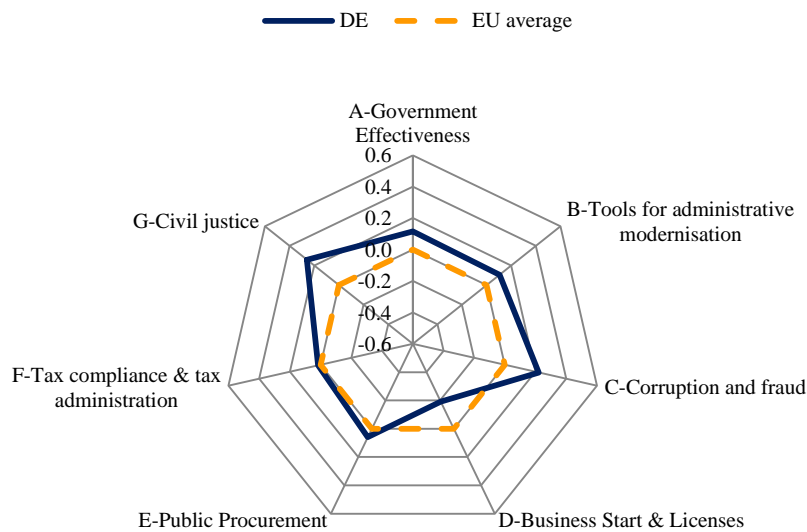 DE
EU average
A-Government
Effectiveness
0.6
0.4
0.2
0.0
-0.2
-0.4
-0.6
B-Tools for administrative
modernisation
C-Corruption and fraud
D-Business Start & Licenses
E-Public Procurement
F-Tax compliance & tax
administration
G-Civil justice